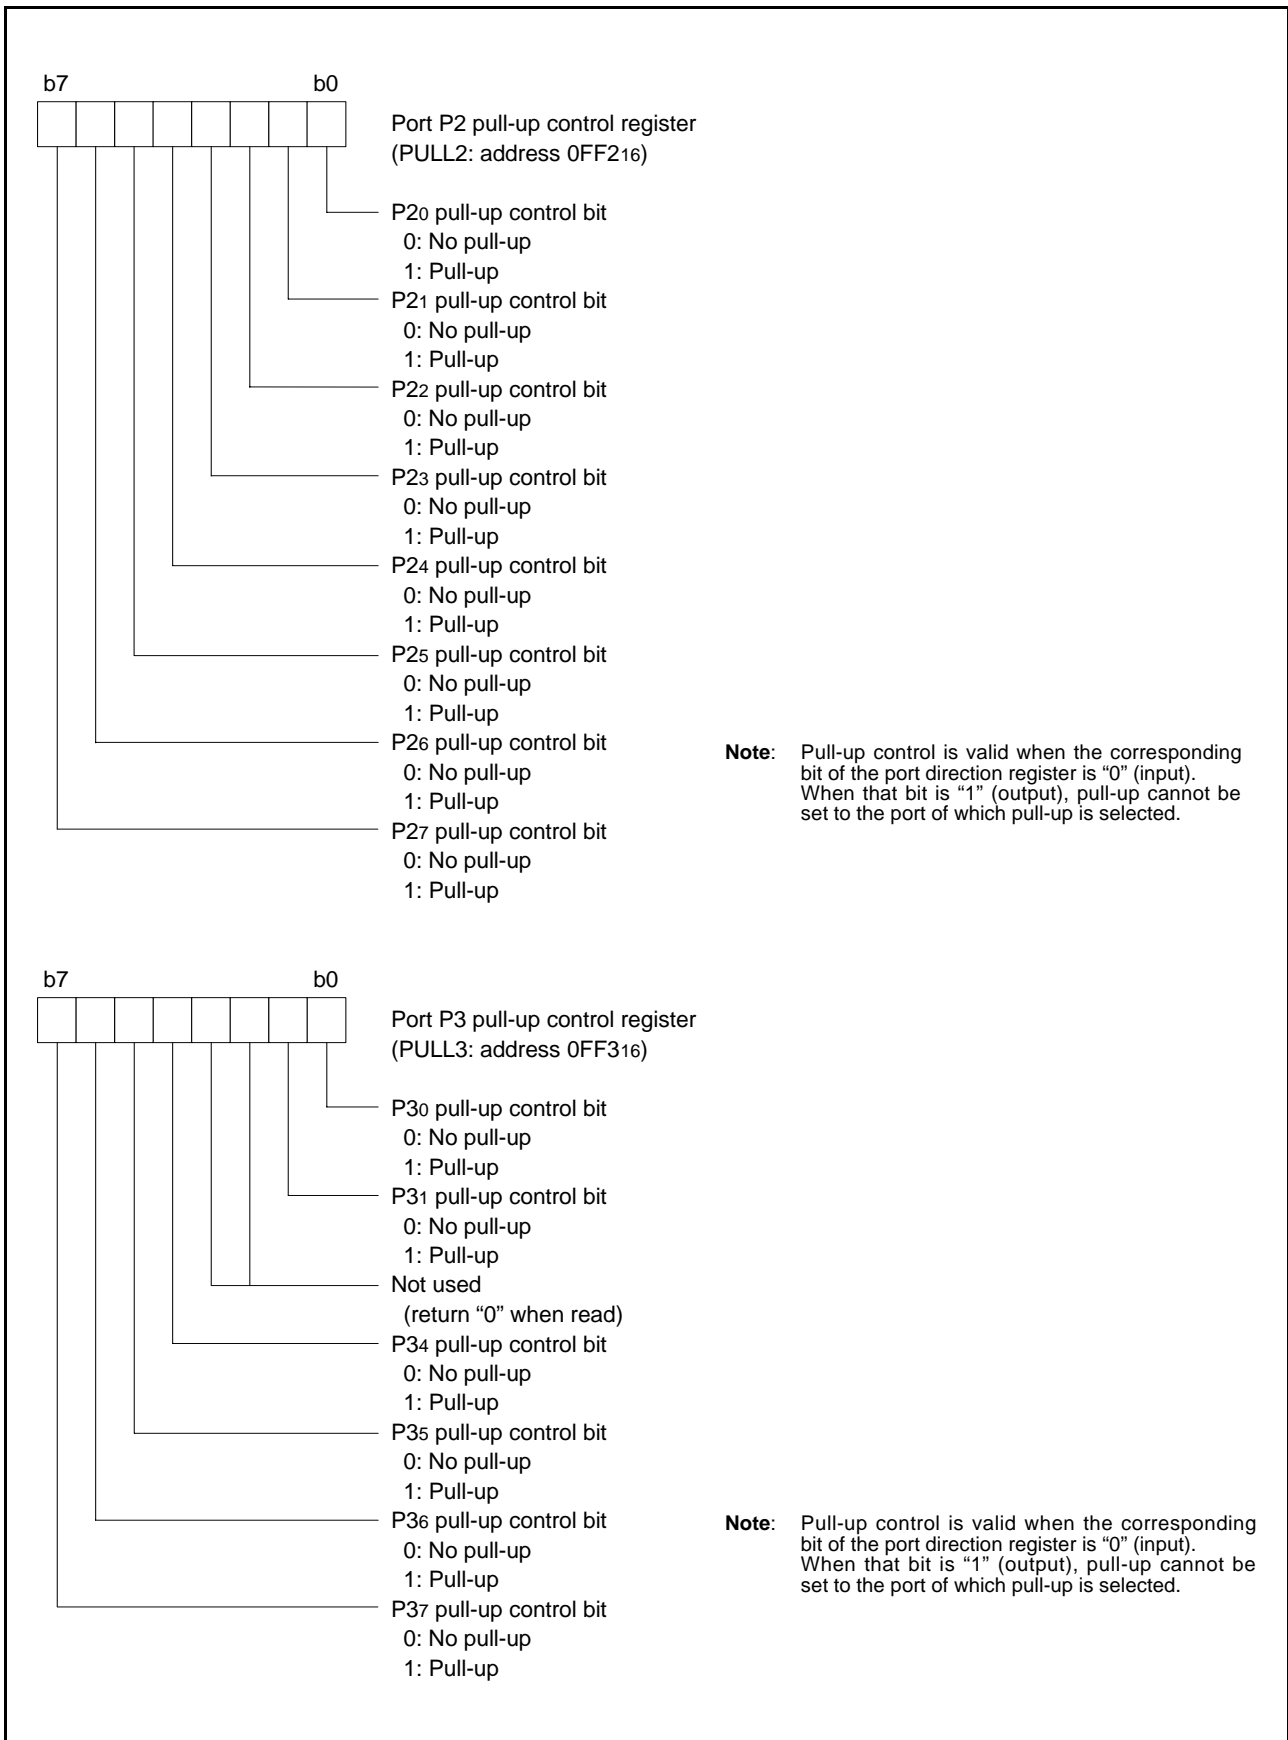 b7 b0
Port P2 pull-up control register
(PULL2: address 0FF216)
P20 pull-up control bit
0: No pull-up
1: Pull-up
P21 pull-up control bit
0: No pull-up
1: Pull-up
P22 pull-up control bit
0: No pull-up
1: Pull-up
P23 pull-up control bit
0: No pull-up
1: Pull-up
P24 pull-up control bit
0: No pull-up
1: Pull-up
P25 pull-up control bit
0: No pull-up
1: Pull-up
P26 pull-up control bit
0: No pull-up
1: Pull-up
P27 pull-up control bit
0: No pull-up
1: Pull-up
Note: Pull-up control is valid when the corresponding
bit of the port direction register is “0” (input).
When that bit is “1” (output), pull-up cannot be
set to the port of which pull-up is selected.
b7 b0
Port P3 pull-up control register
(PULL3: address 0FF316)
P30 pull-up control bit
0: No pull-up
1: Pull-up
P31 pull-up control bit
0: No pull-up
1: Pull-up
Not used
(return “0” when read)
P34 pull-up control bit
0: No pull-up
1: Pull-up
P35 pull-up control bit
0: No pull-up
1: Pull-up
P36 pull-up control bit
0: No pull-up
1: Pull-up
P37 pull-up control bit
0: No pull-up
1: Pull-up
Note: Pull-up control is valid when the corresponding
bit of the port direction register is “0” (input).
When that bit is “1” (output), pull-up cannot be
set to the port of which pull-up is selected.